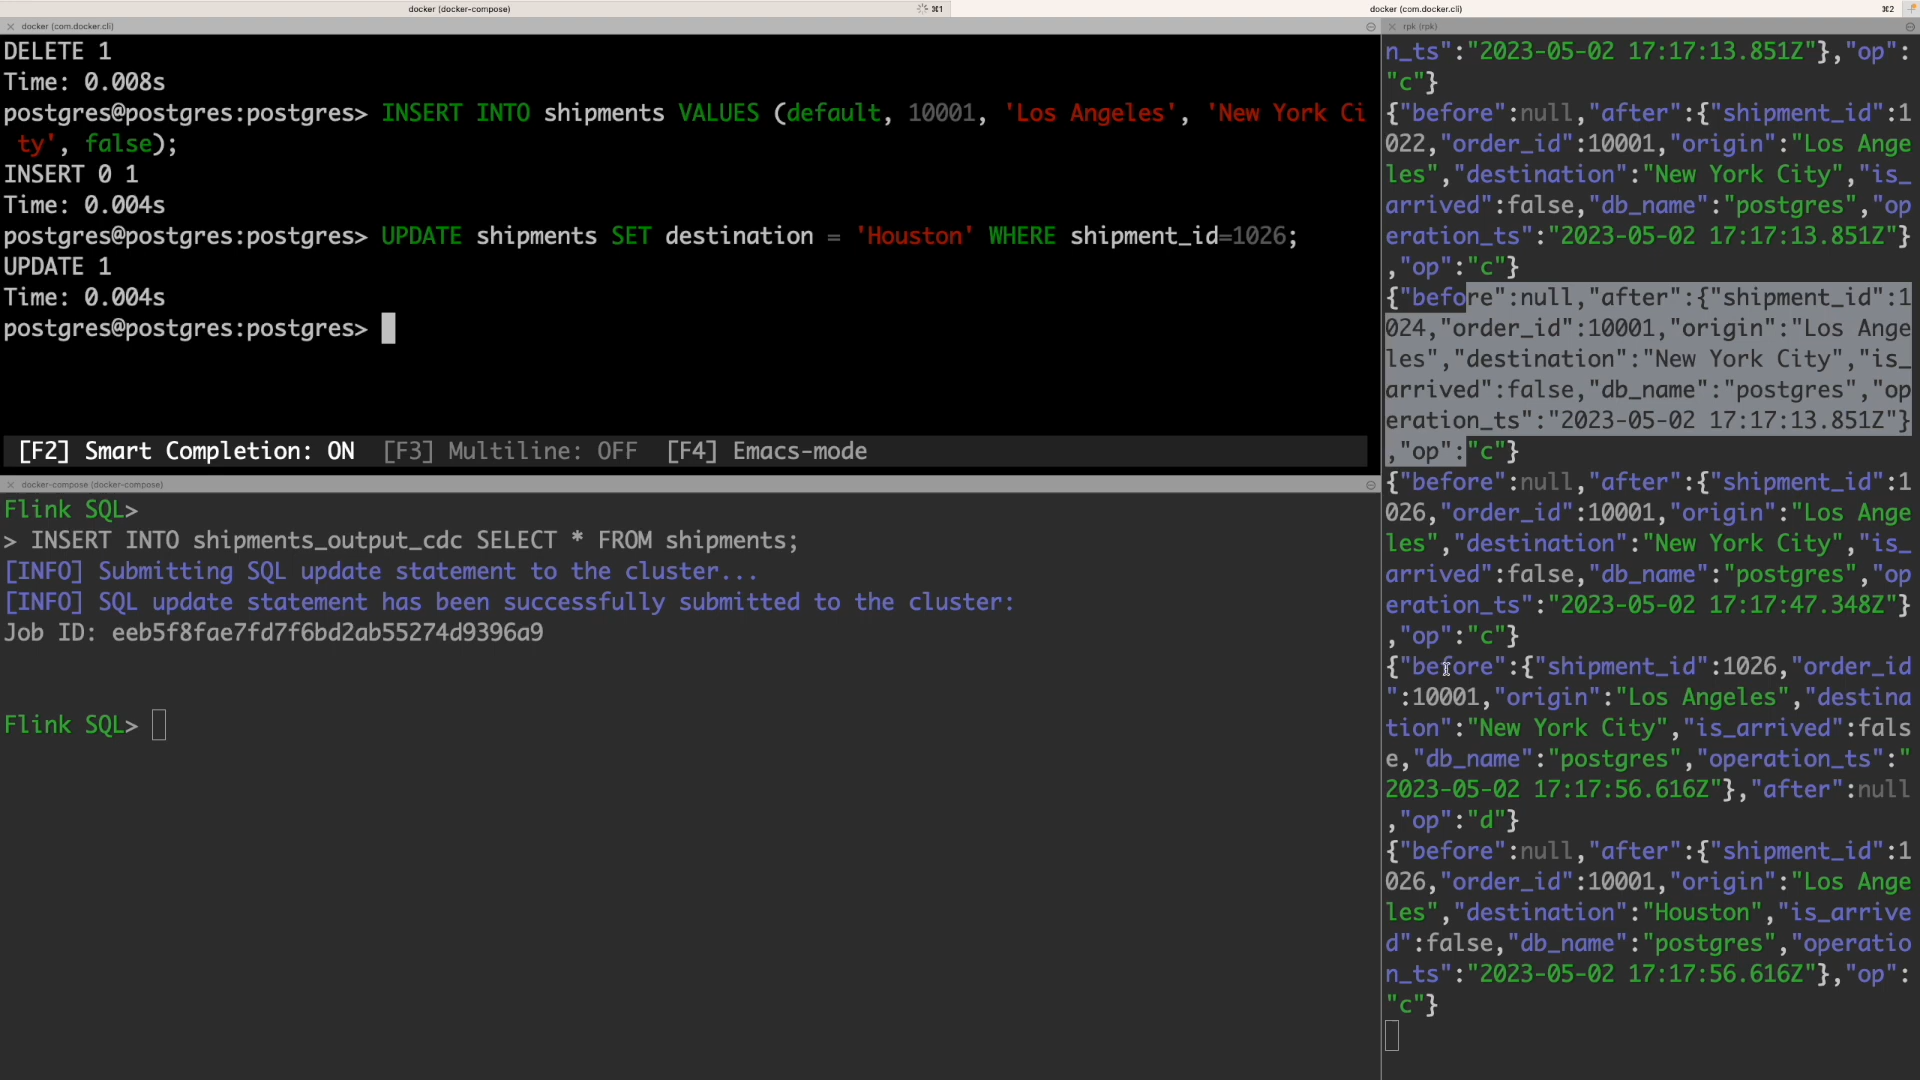 docker (docker-compose)
⌘1
docker (com.docker.cli)
⌘2
docker (com.docker.cli)
DELETE 1
Time: 0.008s
postgres@postgres:postgres> INSERT INTO shipments VALUES (default, 10001, 'Los Angeles', 'New York Ci
ty', false);
INSERT 0 1
Time: 0.004s
postgres@postgres:postgres> UPDATE shipments SET destination = 'Houston' WHERE shipment_id=1026;
UPDATE 1
Time: 0.004s
postgres@postgres:postgres>
[F2] Smart Completion: ON [F3] Multiline: OFF [F4] Emacs-mode
docker-compose (docker-compose)
Flink SQL>
> INSERT INTO shipments_output_cdc SELECT * FROM shipments;
[INFO] Submitting SQL update statement to the cluster...
[INFO] SQL update statement has been successfully submitted to the cluster:
Job ID: eeb5f8fae7fd7f6bd2ab55274d9396a9
Flink SQL>
rpk (rpk)
n_ts":"2023-05-02 17:17:13.851Z"},"op":
"c"}
{"before":null,"after":{"shipment_id":1
022,"order_id":10001,"origin":"Los Ange
les","destination":"New York City","is_
arrived":false,"db_name":"postgres","op
eration_ts":"2023-05-02 17:17:13.851Z"}
,"op":"c"}
{"before":null,"after":{"shipment_id":1
024,"order_id":10001,"origin":"Los Ange
les","destination":"New York City","is_
arrived":false,"db_name":"postgres","op
eration_ts":"2023-05-02 17:17:13.851Z"}
,"op":"c"}
{"before":null,"after":{"shipment_id":1
026,"order_id":10001,"origin":"Los Ange
les","destination":"New York City","is_
arrived":false,"db_name":"postgres","op
eration_ts":"2023-05-02 17:17:47.348Z"}
,"op":"c"}
{"before":{"shipment_id":1026,"order_id
":10001,"origin":"Los Angeles","destina
tion":"New York City","is_arrived":fals
e,"db_name":"postgres","operation_ts":"
2023-05-02 17:17:56.616Z"},"after":null
,"op":"d"}
{"before":null,"after":{"shipment_id":1
026,"order_id":10001,"origin":"Los Ange
les","destination":"Houston","is_arrive
d":false,"db_name":"postgres","operatio
n_ts":"2023-05-02 17:17:56.616Z"},"op":
"c"}